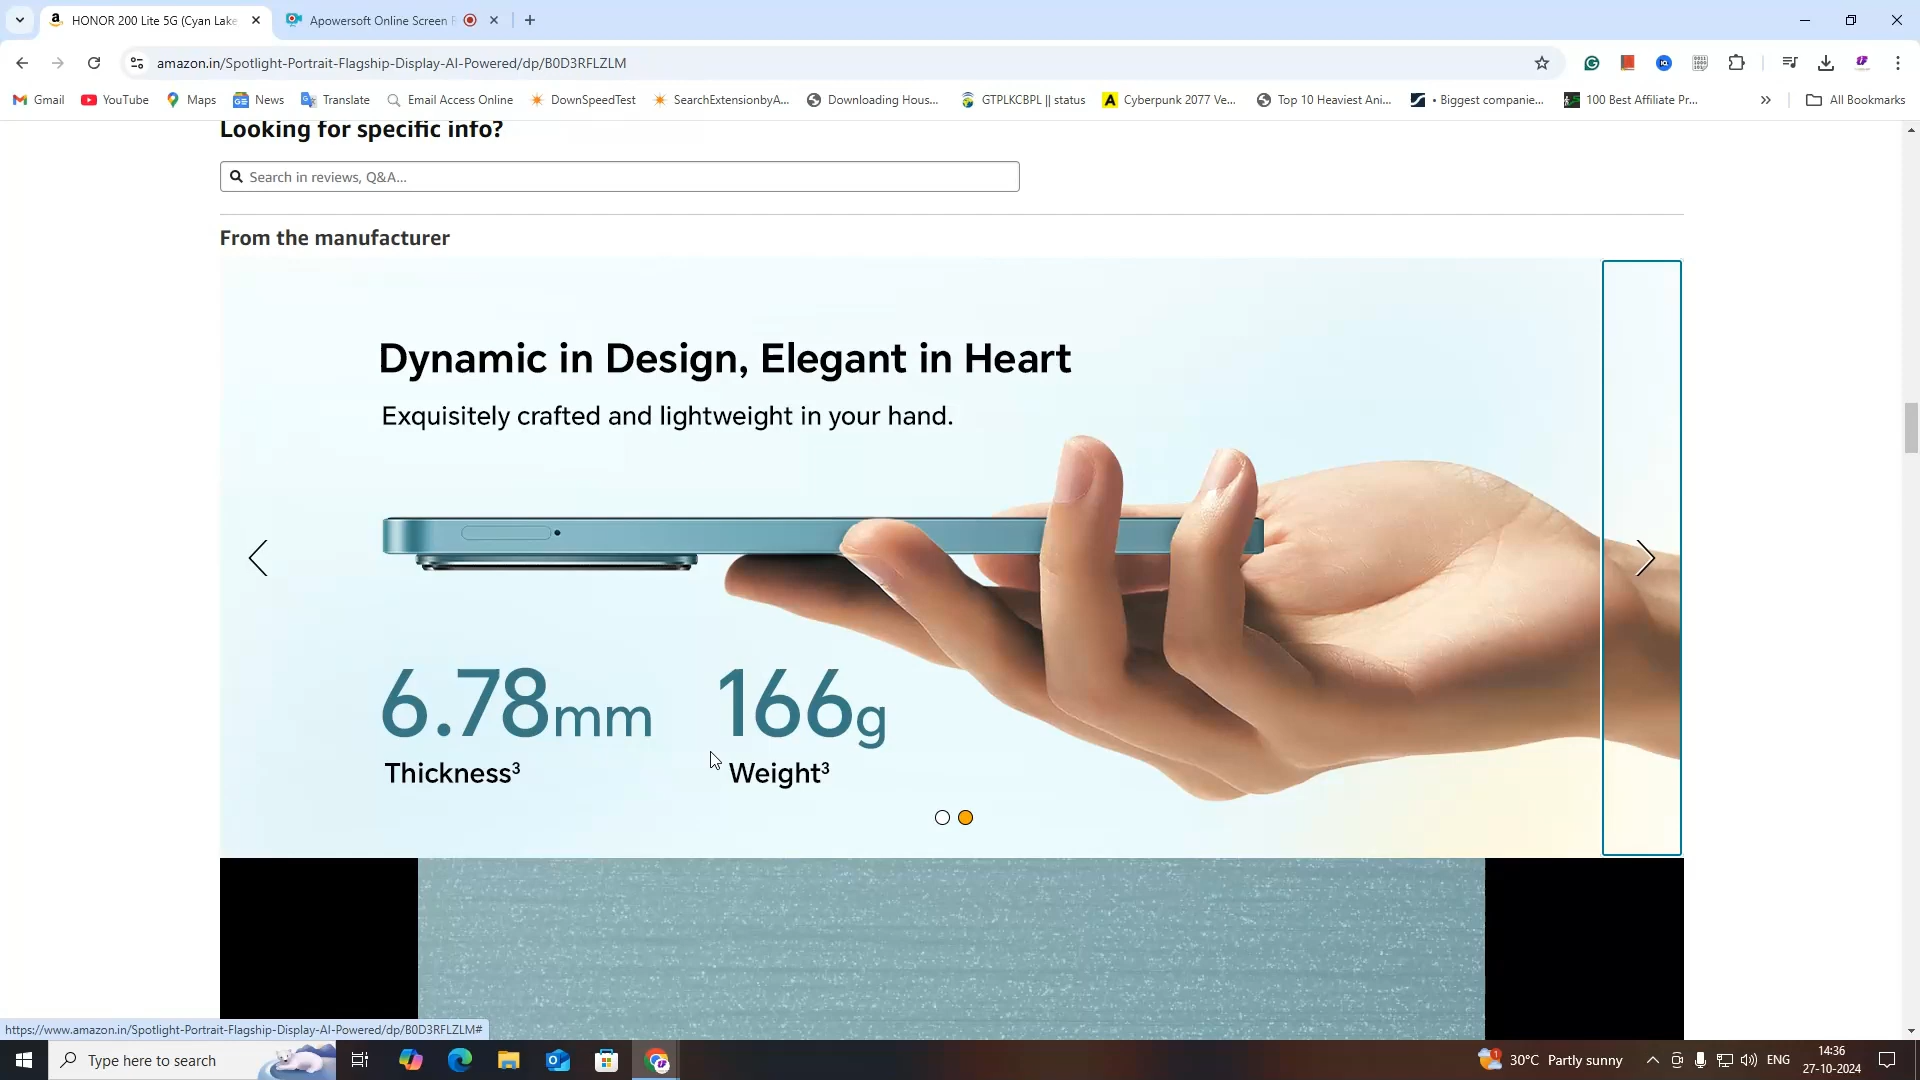 HONOR 200 Lite 5G (Cyan Lake
Apowersoft Online Screen
amazon.in/Spotlight-Portrait-Flagship-Display-AI-Powered/dp/B0D3RFLZLM
Gmail
YouTube
Maps
News
Translate
Email Access Online
DownSpeedTest
SearchExtensionbyA...
Downloading Hous...
GTPLKCBPL || status
Cyberpunk 2077 Ve...
Top 10 Heaviest Ani...
• Biggest companie...
100 Best Affiliate Pr...
All Bookmarks
Looking for specific info?
Search in reviews, Q&A...
From the manufacturer
Dynamic in Design, Elegant in Heart
Exquisitely crafted and lightweight in your hand.
6.78mm 166g
Thickness³ Weight³
https://www.amazon.in/Spotlight-Portrait-Flagship-Display-AI-Powered/dp/B0D3RFLZLM#
Type here to search
30°C Partly sunny
ENG
14:36
27-10-2024